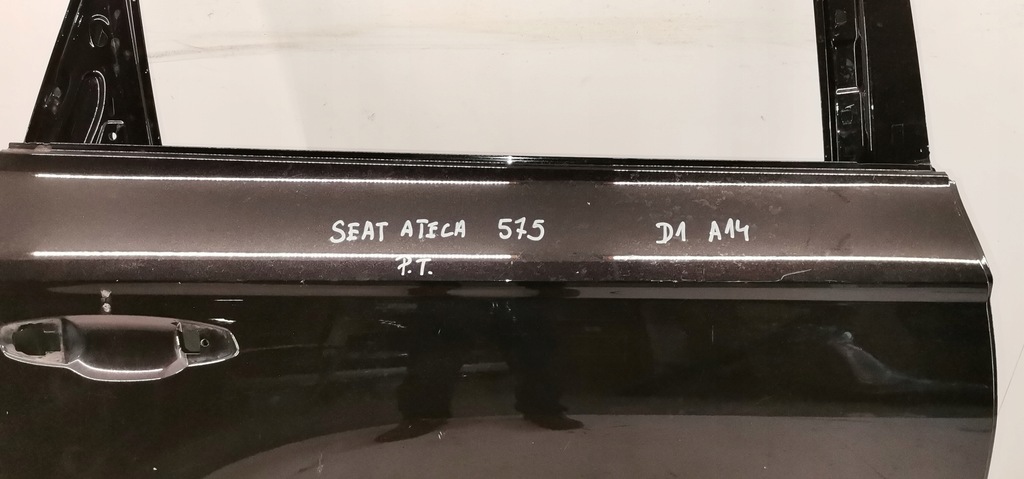 SEAT ATECA 575 D1 A14
P.T.